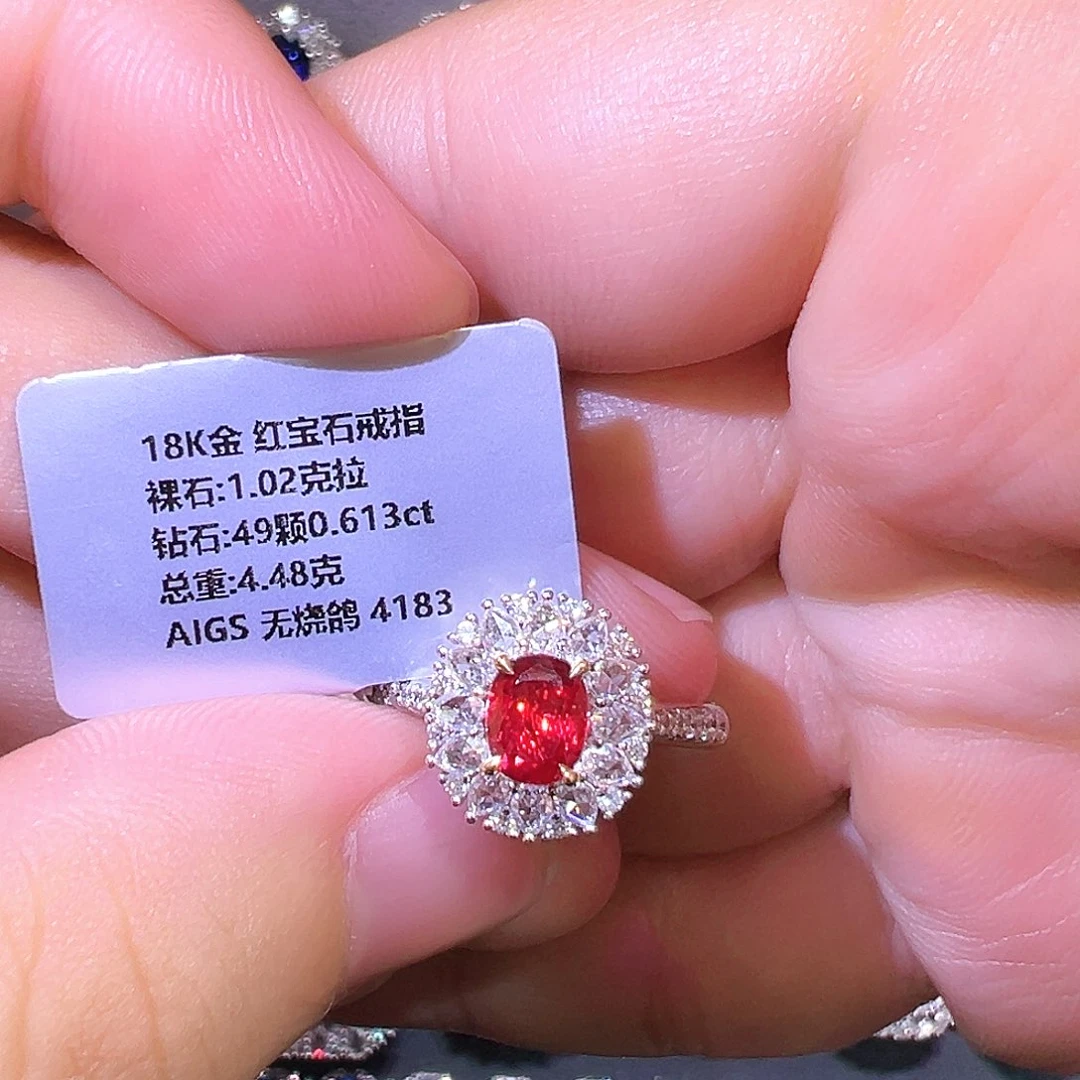 18K金 红宝石戒指
裸石:1.02克拉
钻石:49颗0.613ct
总重:4.48克
AIGS 无烧鸽 4183